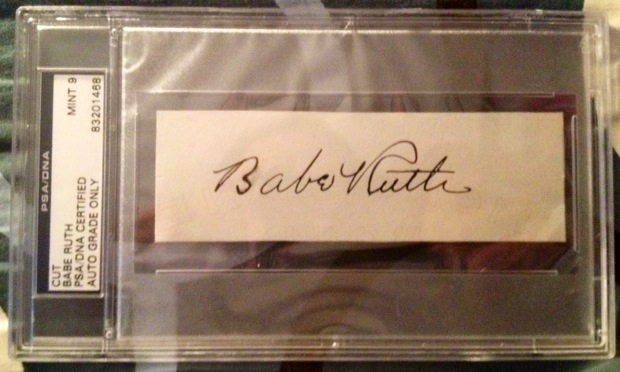 PSA/DNA
CUT
BABE RUTH
PSA/DNA CERTIFIED
AUTO GRADE ONLY
MINT 9
83201468
Babe Ruth